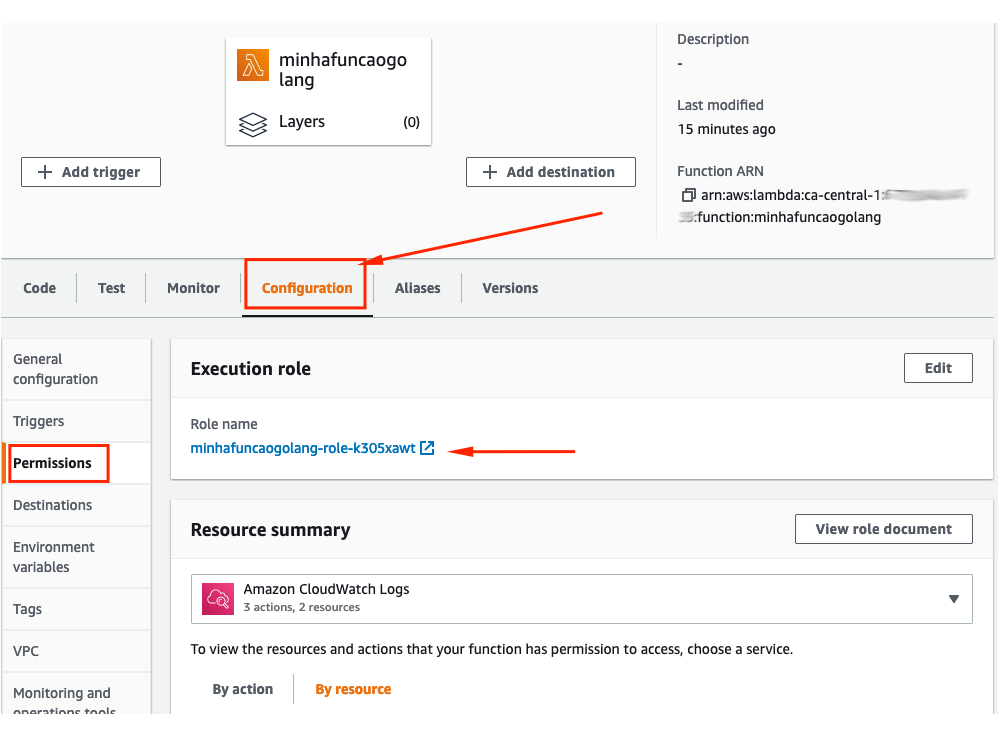 minhafuncaogo
lang
Layers (0)
Add trigger
Add destination
Description
-
Last modified
15 minutes ago
Function ARN
arn:aws:lambda:ca-central-1:
:function:minhafuncaogolang
Code Test Monitor Configuration Aliases Versions
General
configuration
Triggers
Permissions
Destinations
Environment
variables
Tags
VPC
Monitoring and
operations tools
Execution role
Edit
Role name
minhafuncaogolang-role-k305xawt
Resource summary
View role document
Amazon CloudWatch Logs
3 actions, 2 resources
To view the resources and actions that your function has permission to access, choose a service.
By action By resource